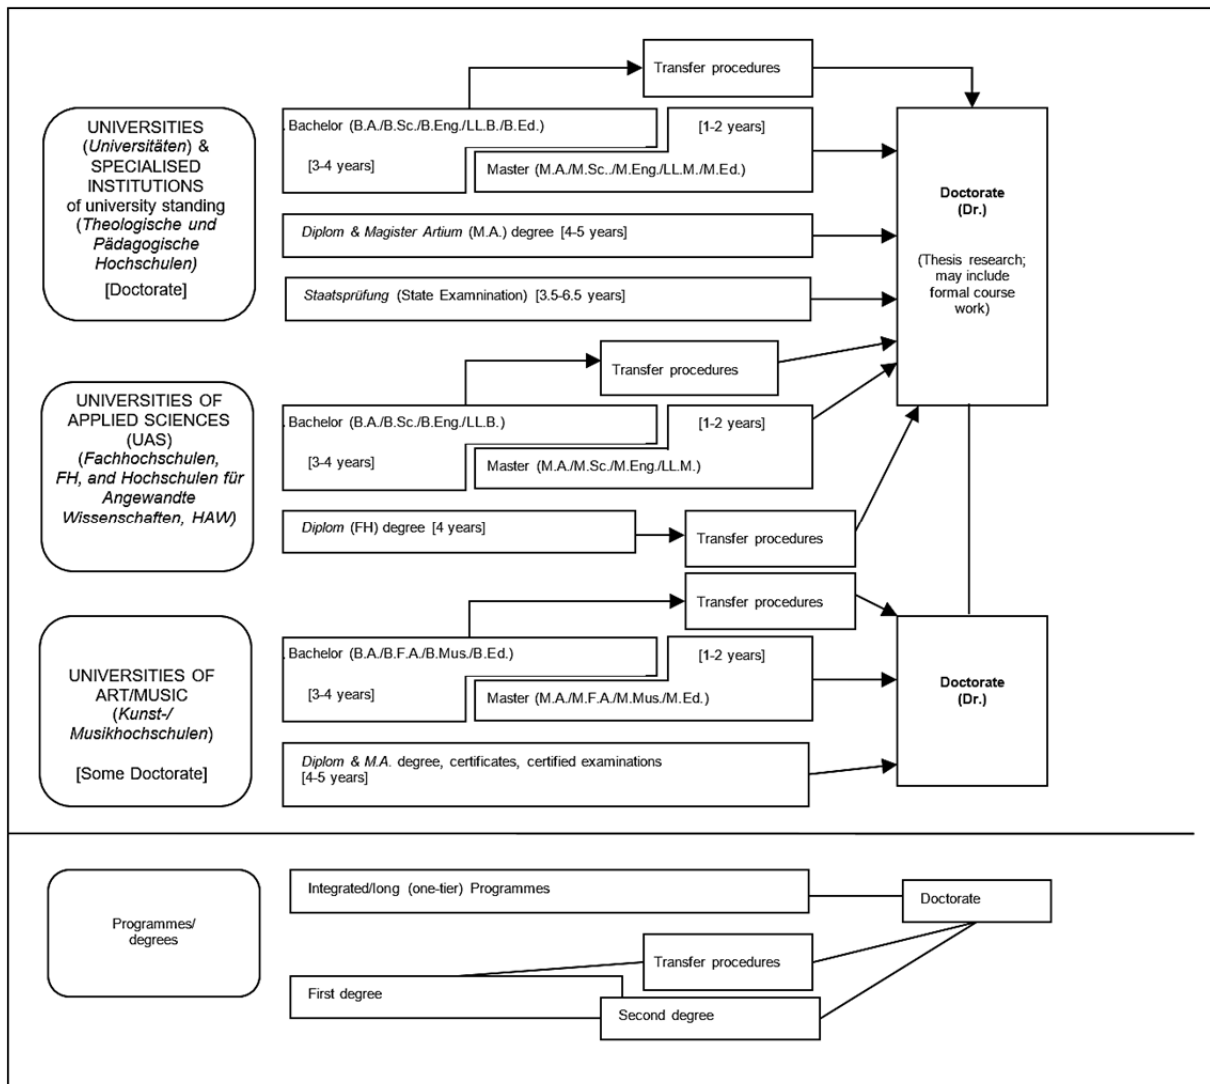 Transfer procedures
UNIVERSITIES
(Universitäten) &
SPECIALISED
INSTITUTIONS
of university standing
(Theologische und
Pädagogische
Hochschulen)
[Doctorate]
Bachelor (B.A./B.Sc./B.Eng./LL.B./B.Ed.)
[3-4 years]
[1-2 years]
Master (M.A./M.Sc../M.Eng./LL.M./M.Ed.)
Diplom & Magister Artium (M.A.) degree [4-5 years]
Staatsprüfung (State Examnination) [3.5-6.5 years]
Doctorate
(Dr.)
(Thesis research;
may include
formal course
work)
Transfer procedures
UNIVERSITIES OF
APPLIED SCIENCES
(UAS)
(Fachhochschulen,
FH, and Hochschulen für
Angewandte
Wissenschaften, HAW)
Bachelor (B.A./B.Sc./B.Eng./LL.B.)
[3-4 years]
[1-2 years]
Master (M.A./M.Sc./M.Eng./LL.M.)
Diplom (FH) degree [4 years]
Transfer procedures
Transfer procedures
UNIVERSITIES OF
ART/MUSIC
(Kunst-/
Musikhochschulen)
[Some Doctorate]
Bachelor (B.A./B.F.A./B.Mus./B.Ed.)
[3-4 years]
[1-2 years]
Master (M.A./M.F.A./M.Mus./M.Ed.)
Diplom & M.A. degree, certificates, certified examinations
[4-5 years]
Doctorate
(Dr.)
Programmes/
degrees
Integrated/long (one-tier) Programmes
Doctorate
Transfer procedures
First degree
Second degree